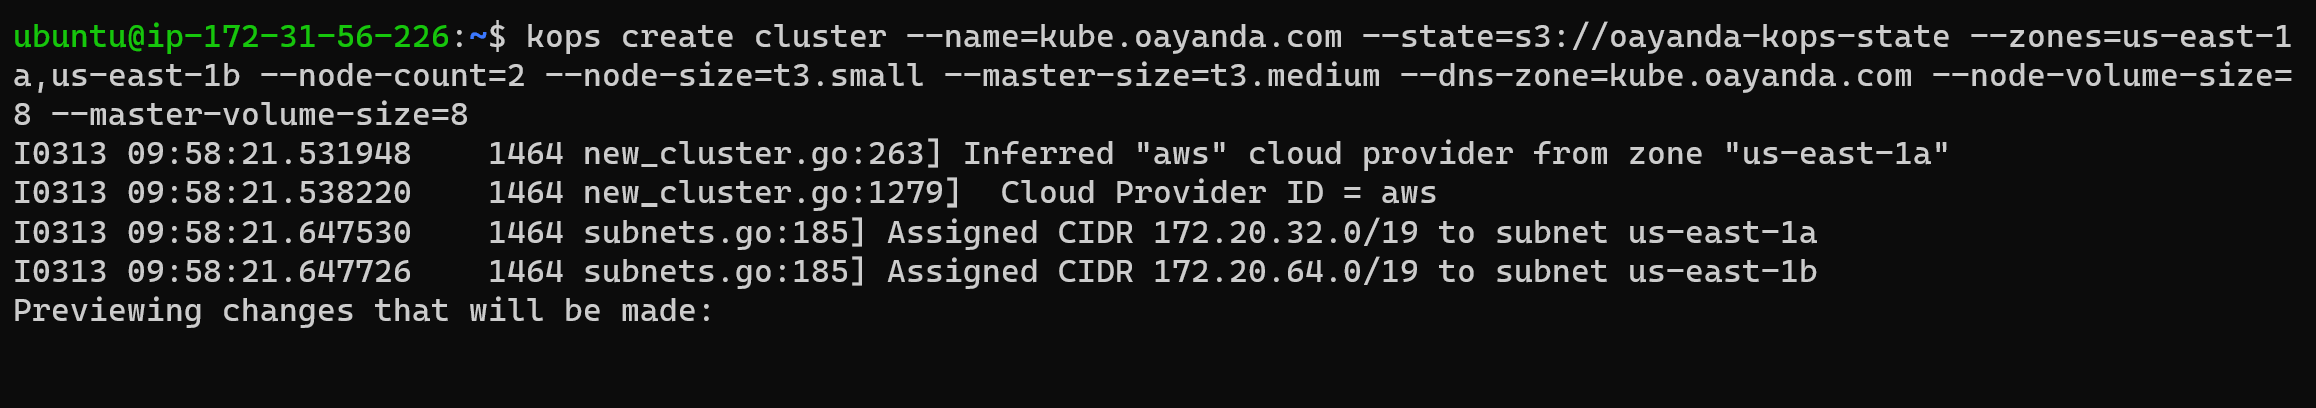 ubuntu@ip-172-31-56-226:~$ kops create cluster --name=kube.oayanda.com --state=s3://oayanda-kops-state --zones=us-east-1
a,us-east-1b --node-count=2 --node-size=t3.small --master-size=t3.medium --dns-zone=kube.oayanda.com --node-volume-size=
8 --master-volume-size=8
I0313 09:58:21.531948    1464 new_cluster.go:263] Inferred "aws" cloud provider from zone "us-east-1a"
I0313 09:58:21.538220    1464 new_cluster.go:1279]  Cloud Provider ID = aws
I0313 09:58:21.647530    1464 subnets.go:185] Assigned CIDR 172.20.32.0/19 to subnet us-east-1a
I0313 09:58:21.647726    1464 subnets.go:185] Assigned CIDR 172.20.64.0/19 to subnet us-east-1b
Previewing changes that will be made: